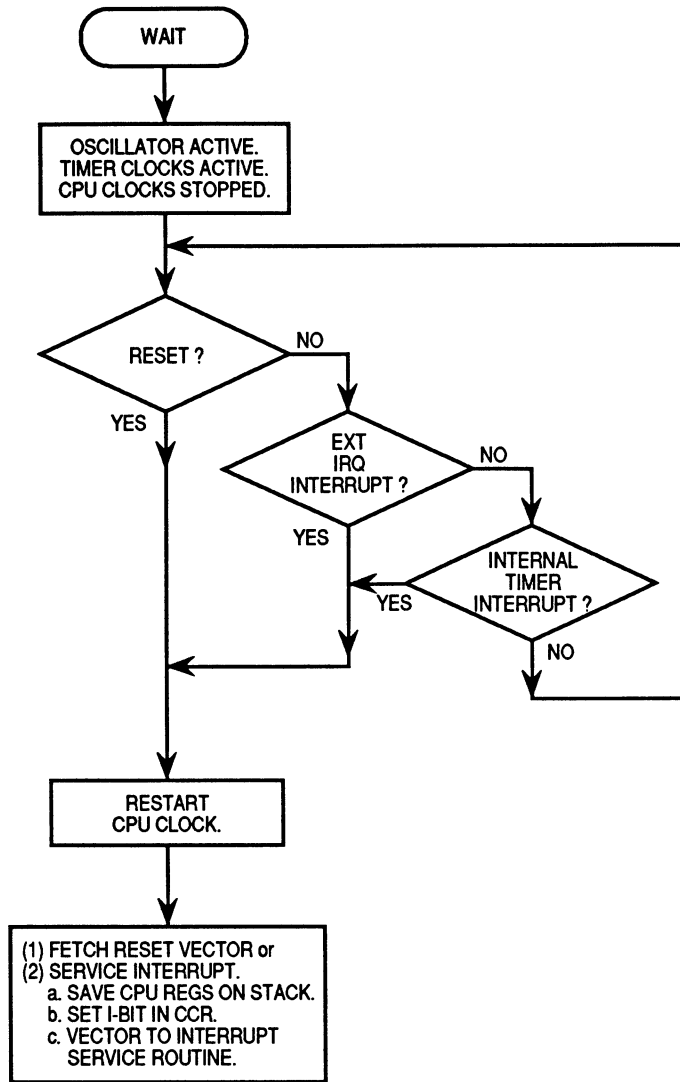 WAIT
OSCILLATOR ACTIVE.
TIMER CLOCKS ACTIVE.
CPU CLOCKS STOPPED.
RESET ?
NO
YES
EXT
IRQ
INTERRUPT ?
NO
YES
INTERNAL
TIMER
INTERRUPT ?
YES
NO
RESTART
CPU CLOCK.
(1) FETCH RESET VECTOR or
(2) SERVICE INTERRUPT.
a. SAVE CPU REGS ON STACK.
b. SET I-BIT IN CCR.
c. VECTOR TO INTERRUPT
SERVICE ROUTINE.